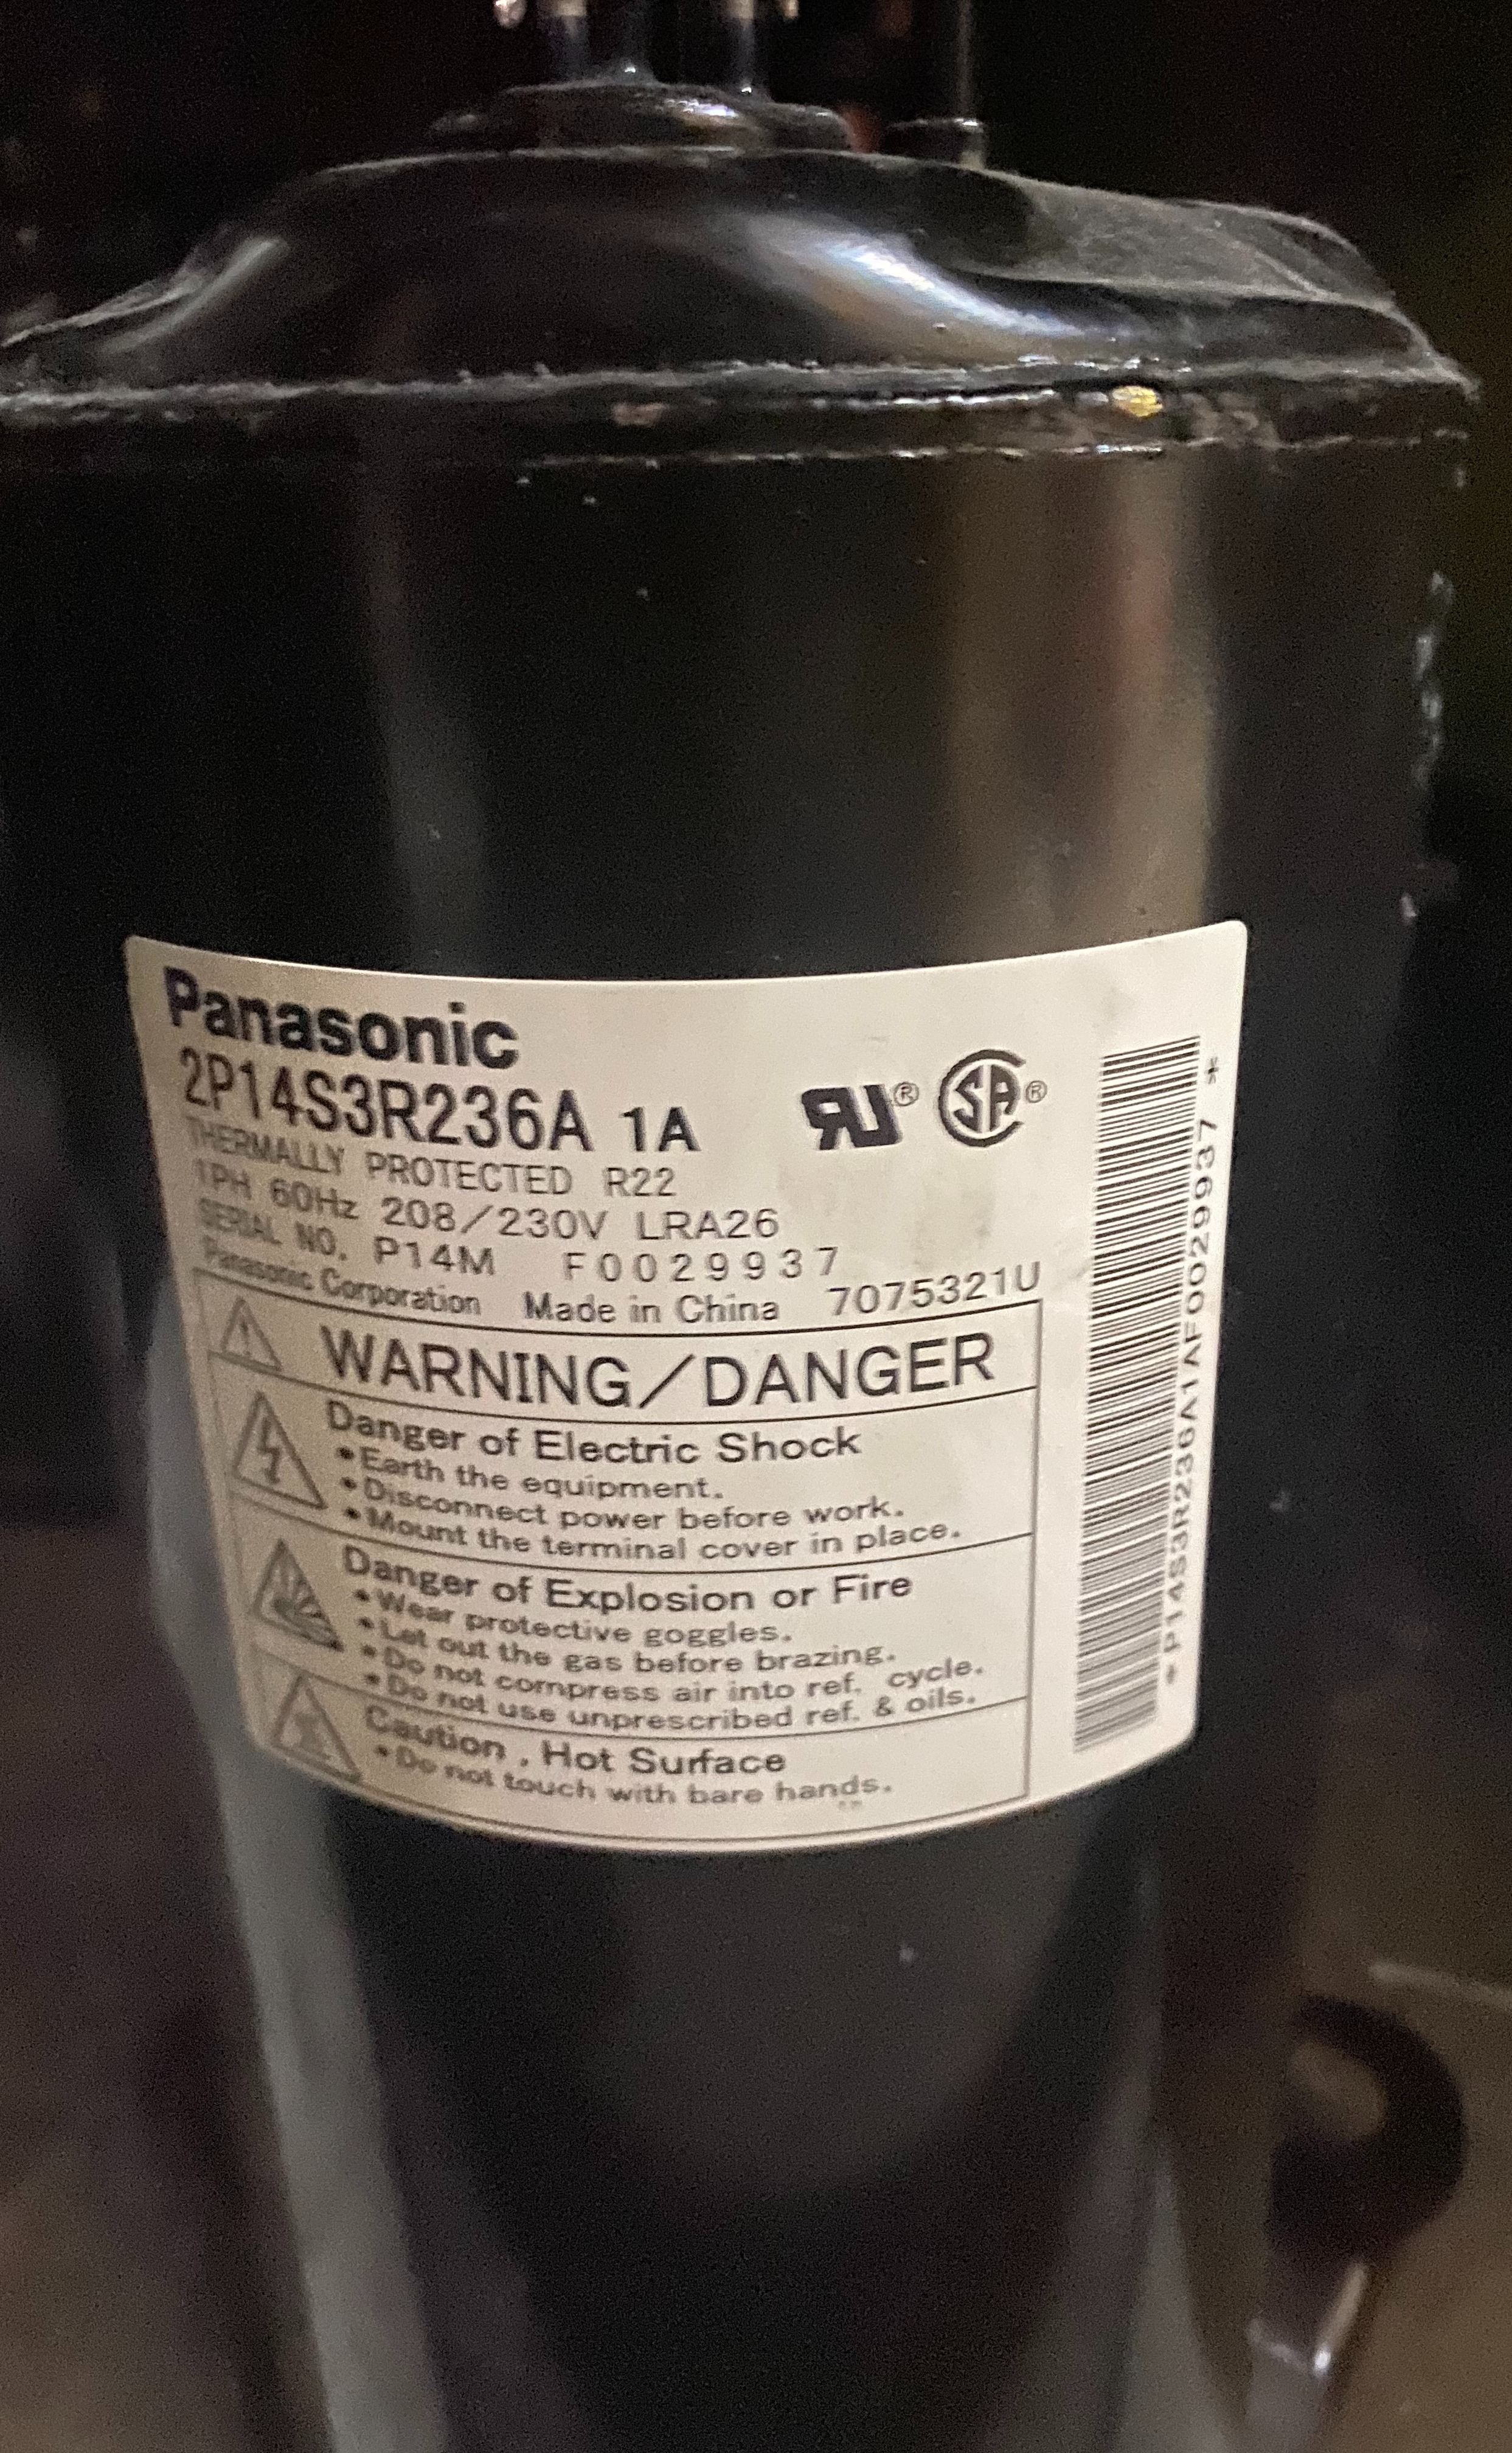 Panasonic
2P14S3R236A 1A
THERMALLY PROTECTED R22
1PH 60Hz 208/230V LRA26
SERIAL NO. P14M F0029937
Panasonic Corporation Made in China 7075321U
WARNING/DANGER
Danger of Electric Shock
•Earth the equipment.
•Disconnect power before work.
•Mount the terminal cover in place.
Danger of Explosion or Fire
•Wear protective goggles.
•Let out the gas before brazing.
•Do not compress air into ref. cycle.
•Do not use unprescribed ref. & oils.
Caution , Hot Surface
•Do not touch with bare hands.
RU® SA®
*P14S3R236A1AF0029937*